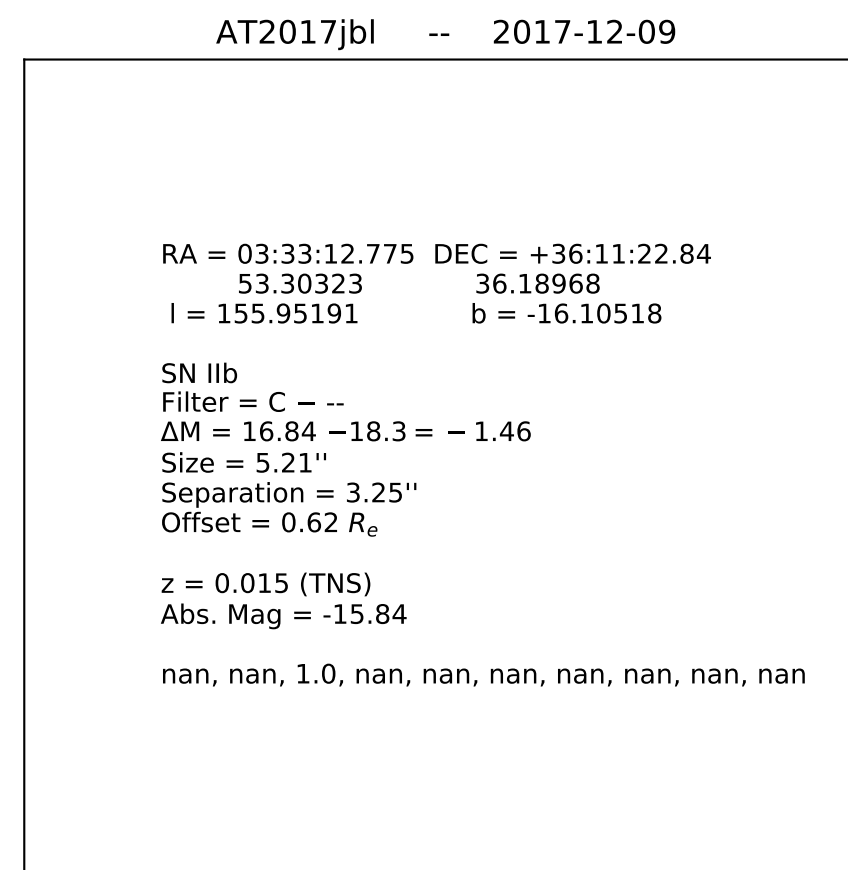 AT2017jbl -- 2017-12-09
RA = 03:33:12.775 DEC = +36:11:22.84
53.30323 36.18968
l = 155.95191 b = -16.10518
SN IIb
Filter = C − --
ΔM = 16.84 −18.3 = − 1.46
Size = 5.21''
Separation = 3.25''
Offset = 0.62 Rₑ
z = 0.015 (TNS)
Abs. Mag = -15.84
nan, nan, 1.0, nan, nan, nan, nan, nan, nan, nan